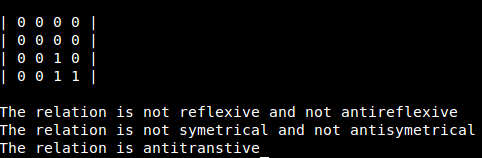 | 0 0 0 0 |
| 0 0 0 0 |
| 0 0 1 0 |
| 0 0 1 1 |
The relation is not reflexive and not antireflexive
The relation is not symetrical and not antisymetrical
The relation is antitranstive